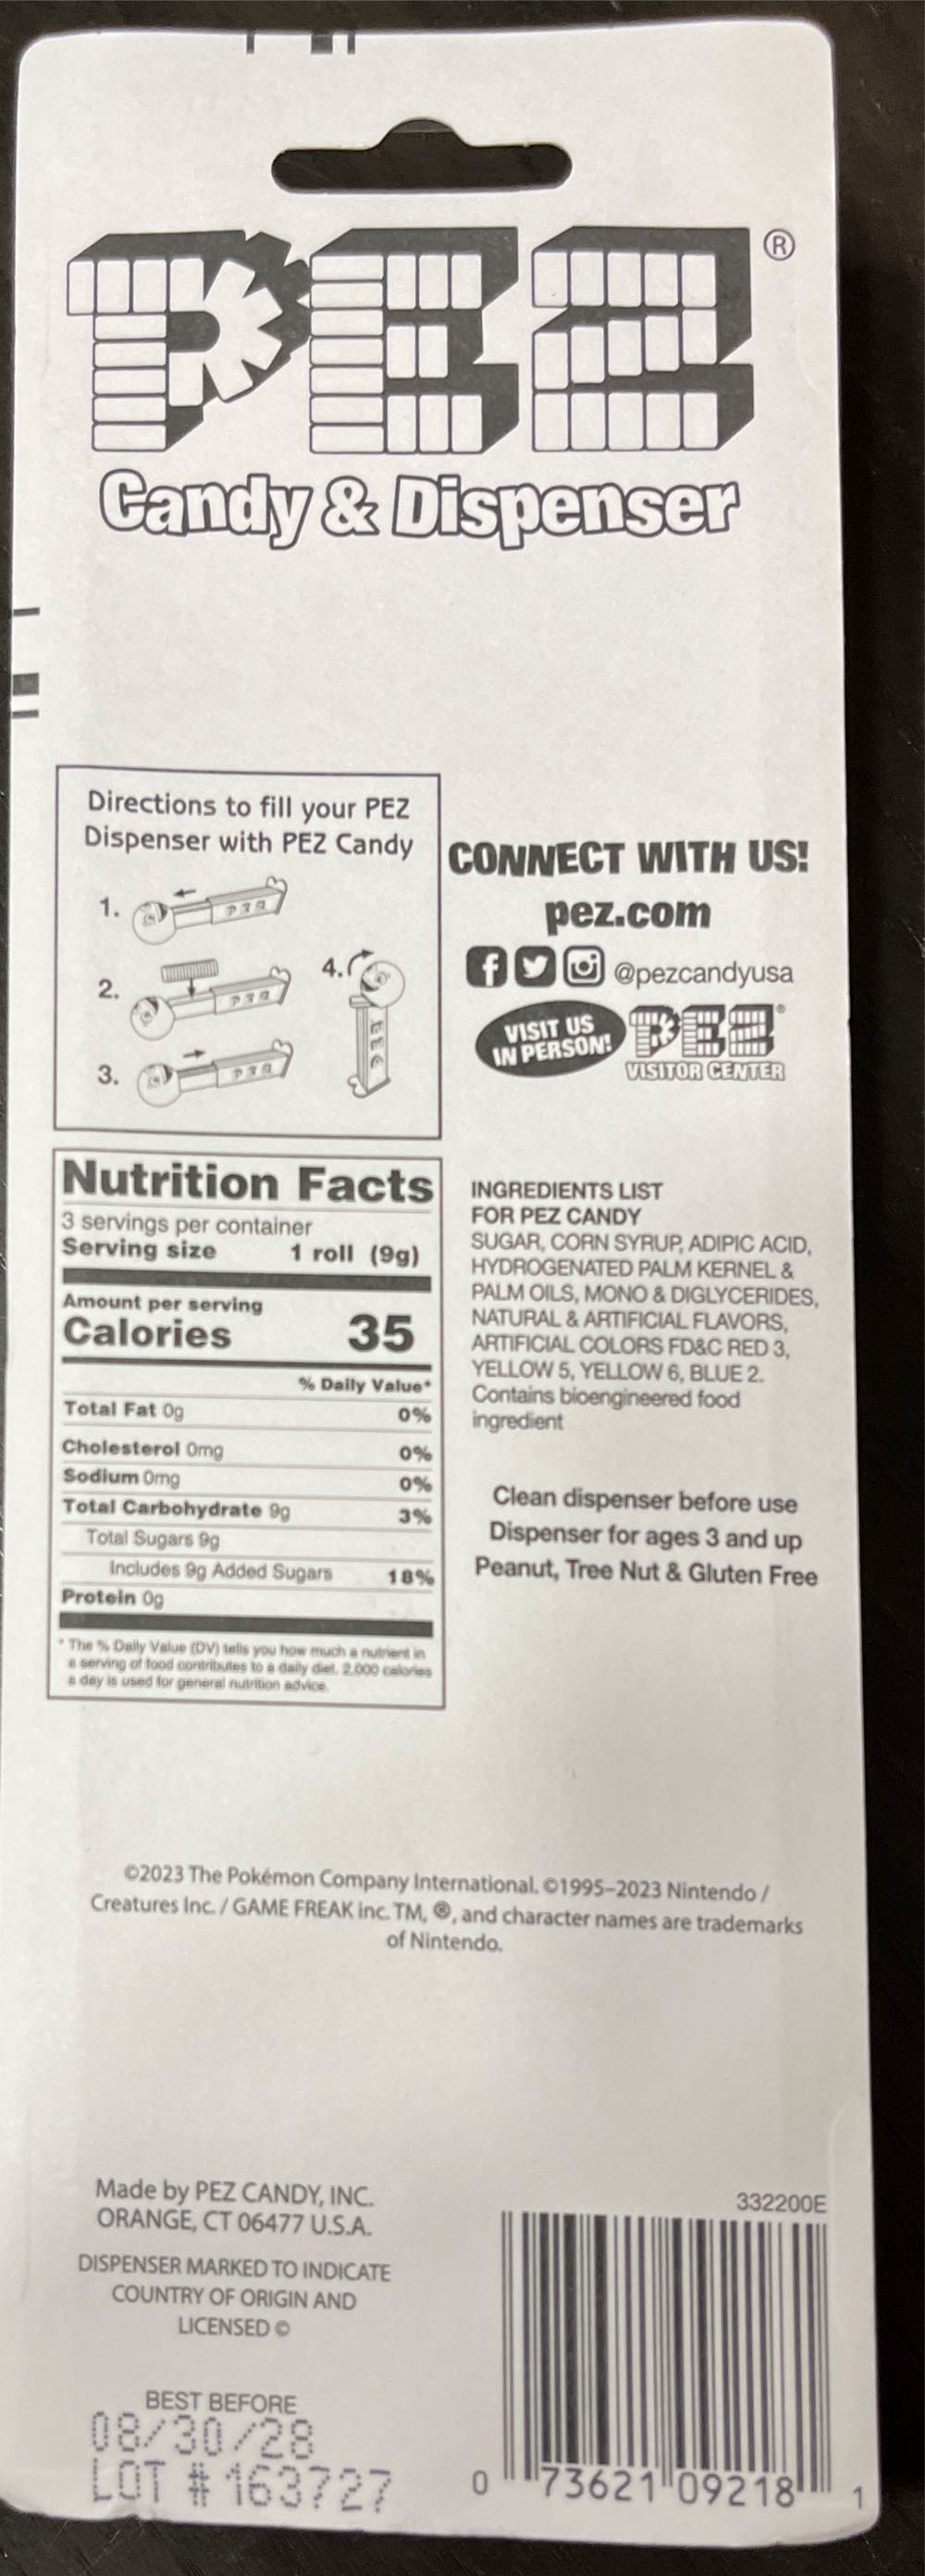 PEZ®
Candy & Dispenser
Directions to fill your PEZ
Dispenser with PEZ Candy
1.
PEZ
2.
PEZ
3.
PEZ
4.
PEZ
CONNECT WITH US!
pez.com
@pezcandyusa
VISIT US
IN PERSON!
PEZ®
VISITOR CENTER
Nutrition Facts
3 servings per container
Serving size 1 roll (9g)
Amount per serving
Calories 35
% Daily Value*
Total Fat 0g 0%
Cholesterol 0mg 0%
Sodium 0mg 0%
Total Carbohydrate 9g 3%
Total Sugars 9g
Includes 9g Added Sugars 18%
Protein 0g
* The % Daily Value (DV) tells you how much a nutrient in
a serving of food contributes to a daily diet. 2,000 calories
a day is used for general nutrition advice.
INGREDIENTS LIST
FOR PEZ CANDY
SUGAR, CORN SYRUP, ADIPIC ACID,
HYDROGENATED PALM KERNEL &
PALM OILS, MONO & DIGLYCERIDES,
NATURAL & ARTIFICIAL FLAVORS,
ARTIFICIAL COLORS FD&C RED 3,
YELLOW 5, YELLOW 6, BLUE 2.
Contains bioengineered food
ingredient
Clean dispenser before use
Dispenser for ages 3 and up
Peanut, Tree Nut & Gluten Free
©2023 The Pokémon Company International. ©1995–2023 Nintendo /
Creatures Inc. / GAME FREAK inc. TM, ®, and character names are trademarks
of Nintendo.
Made by PEZ CANDY, INC.
ORANGE, CT 06477 U.S.A.
DISPENSER MARKED TO INDICATE
COUNTRY OF ORIGIN AND
LICENSED ©
BEST BEFORE
08/30/28
LOT # 163727
332200E
0 73621 09218 1